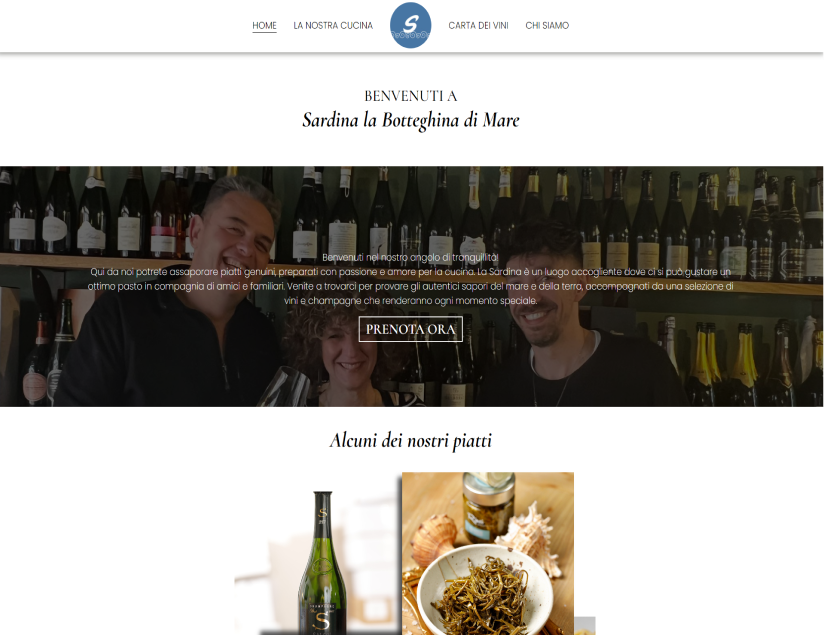 HOME LA NOSTRA CUCINA S CARTA DEI VINI CHI SIAMO
BENVENUTI A
Sardina la Botteghina di Mare
Benvenuti nel nostro angolo di tranquillità!
Qui da noi potrete assaporare piatti genuini, preparati con passione e amore per la cucina. La Sardina è un luogo accogliente dove ci si può gustare un
ottimo pasto in compagnia di amici e familiari. Venite a trovarci per provare gli autentici sapori del mare e della terra, accompagnati da una selezione di
vini e champagne che renderanno ogni momento speciale.
PRENOTA ORA
Alcuni dei nostri piatti
S
CHAMPAGNE
S